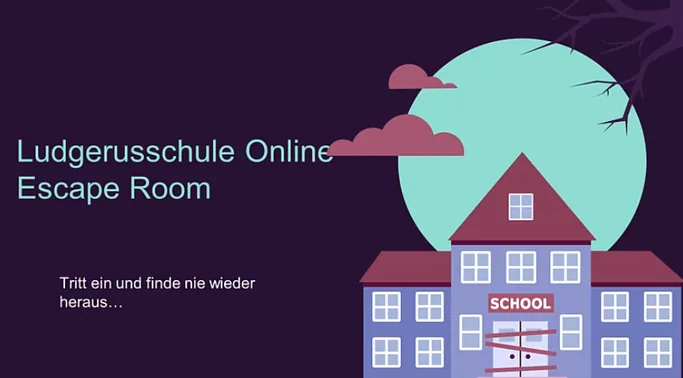 Ludgerusschule Online
Escape Room
Tritt ein und finde nie wieder
heraus…
SCHOOL